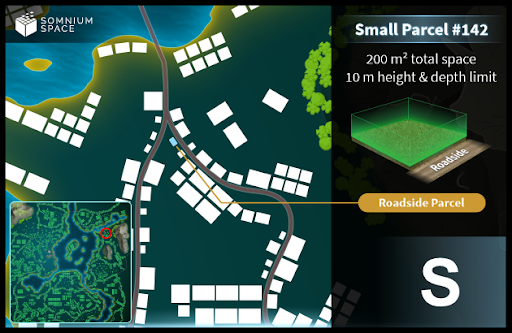 SOMNIUM
SPACE
Small Parcel #142
200 m² total space
10 m height & depth limit
Roadside
Roadside Parcel
S